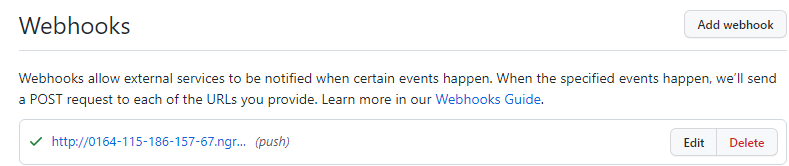 Webhooks
Add webhook
Webhooks allow external services to be notified when certain events happen. When the specified events happen, we’ll send
a POST request to each of the URLs you provide. Learn more in our Webhooks Guide.
http://0164-115-186-157-67.ngr... (push)
Edit
Delete